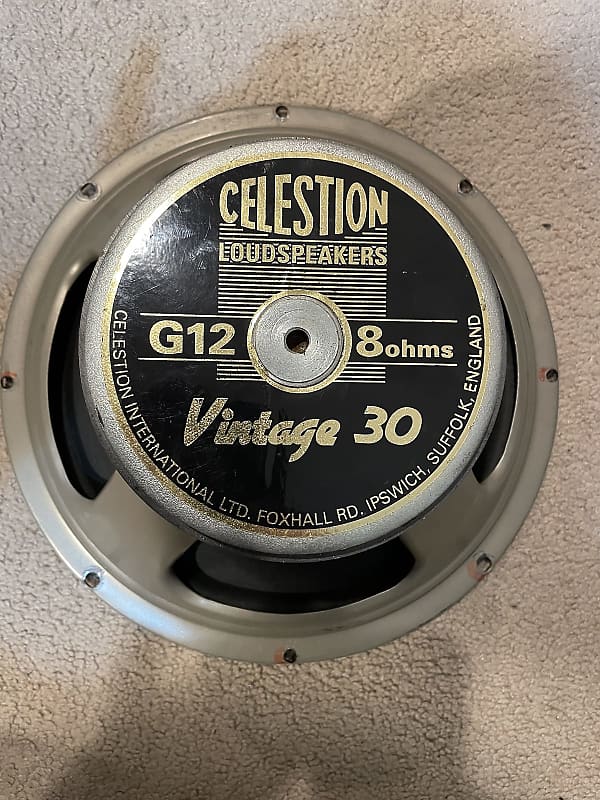 CELESTION
LOUDSPEAKERS
G12 8ohms
Vintage 30
CELESTION INTERNATIONAL LTD. FOXHALL RD. IPSWICH, SUFFOLK, ENGLAND